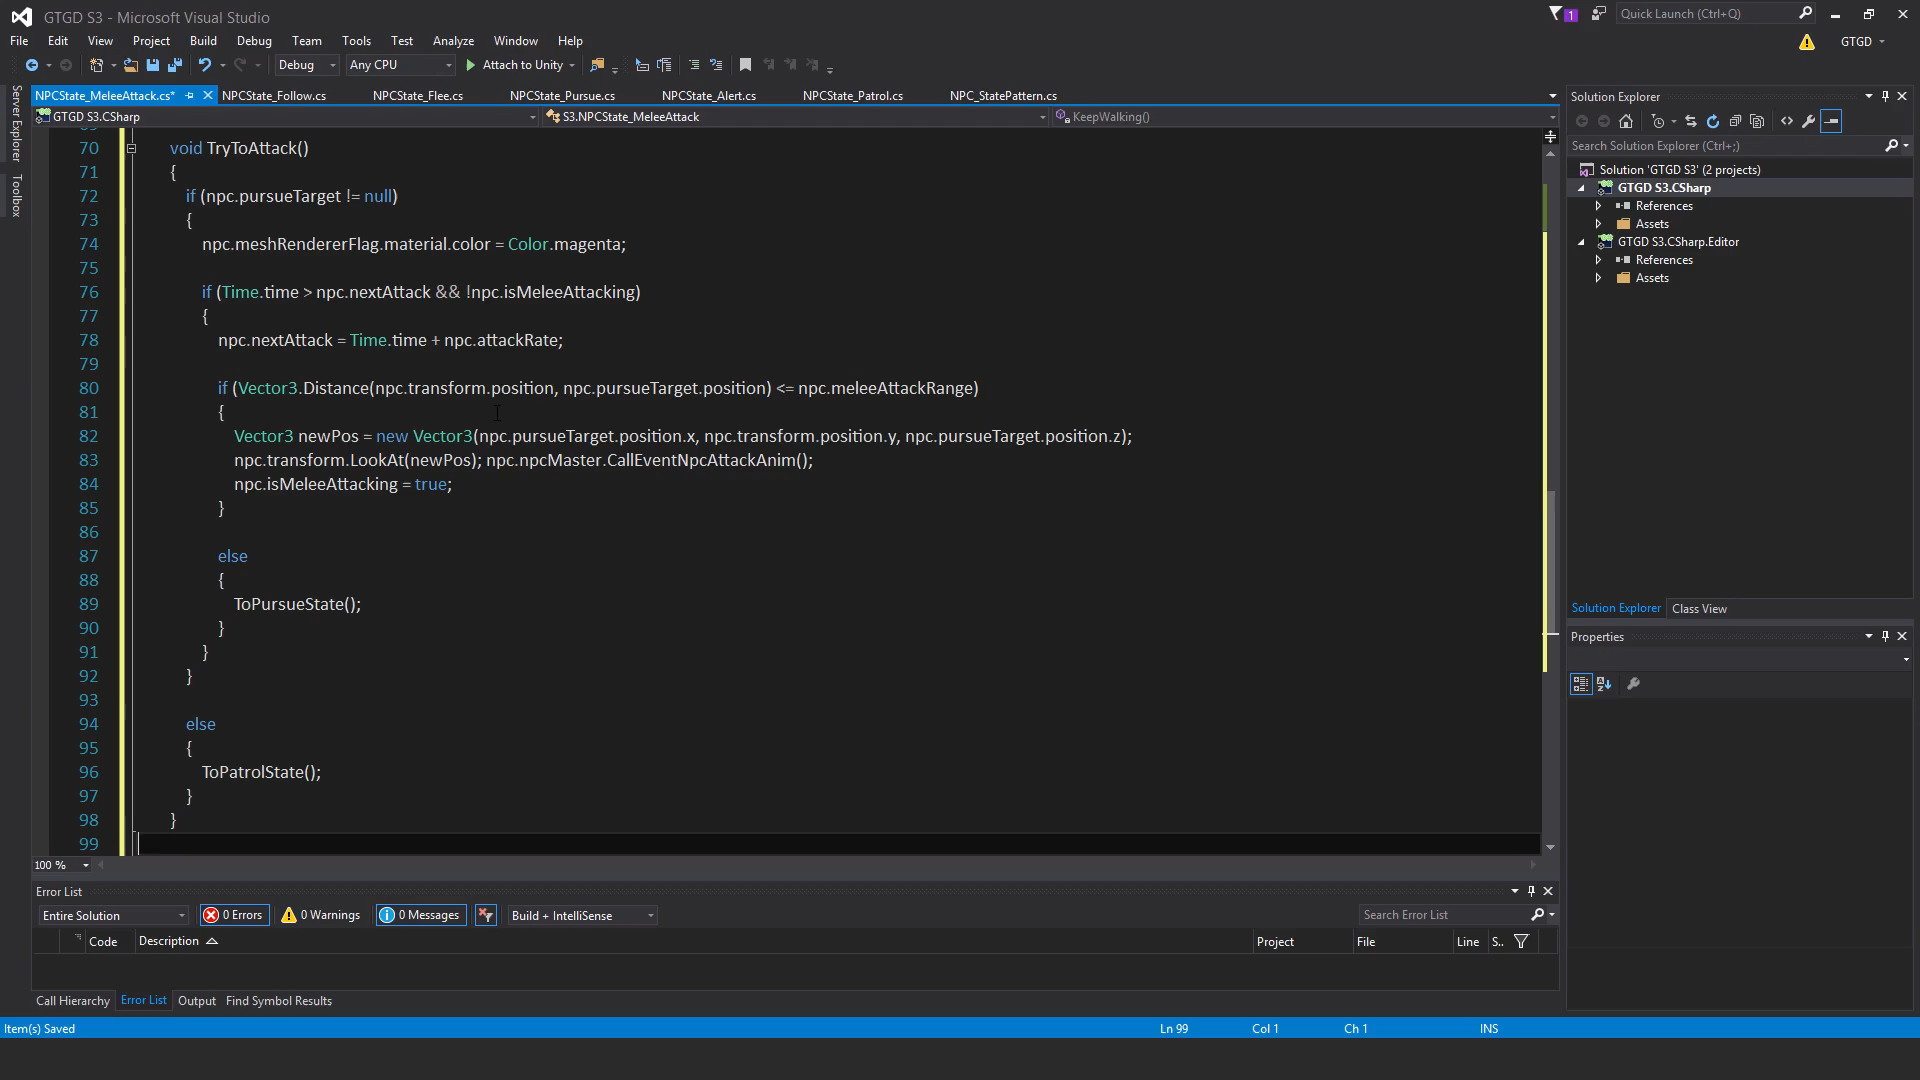 GTGD S3 - Microsoft Visual Studio
1
Quick Launch (Ctrl+Q)
File Edit View Project Build Debug Team Tools Test Analyze Window Help
GTGD
Debug Any CPU Attach to Unity
Server Explorer
Toolbox
NPCState_MeleeAttack.cs* NPCState_Follow.cs NPCState_Flee.cs NPCState_Pursue.cs NPCState_Alert.cs NPCState_Patrol.cs NPC_StatePattern.cs
GTGD S3.CSharp S3.NPCState_MeleeAttack KeepWalking()
70 void TryToAttack()
71 {
72 if (npc.pursueTarget != null)
73 {
74 npc.meshRendererFlag.material.color = Color.magenta;
75
76 if (Time.time > npc.nextAttack && !npc.isMeleeAttacking)
77 {
78 npc.nextAttack = Time.time + npc.attackRate;
79
80 if (Vector3.Distance(npc.transform.position, npc.pursueTarget.position) <= npc.meleeAttackRange)
81 {
82 Vector3 newPos = new Vector3(npc.pursueTarget.position.x, npc.transform.position.y, npc.pursueTarget.position.z);
83 npc.transform.LookAt(newPos); npc.npcMaster.CallEventNpcAttackAnim();
84 npc.isMeleeAttacking = true;
85 }
86
87 else
88 {
89 ToPursueState();
90 }
91 }
92 }
93
94 else
95 {
96 ToPatrolState();
97 }
98 }
99
100 %
Solution Explorer
Search Solution Explorer (Ctrl+;)
Solution 'GTGD S3' (2 projects)
GTGD S3.CSharp
References
Assets
GTGD S3.CSharp.Editor
References
Assets
Solution Explorer Class View
Properties
Error List
Entire Solution 0 Errors 0 Warnings 0 Messages Build + IntelliSense Search Error List
Code Description Project File Line S..
Call Hierarchy Error List Output Find Symbol Results
Item(s) Saved Ln 99 Col 1 Ch 1 INS